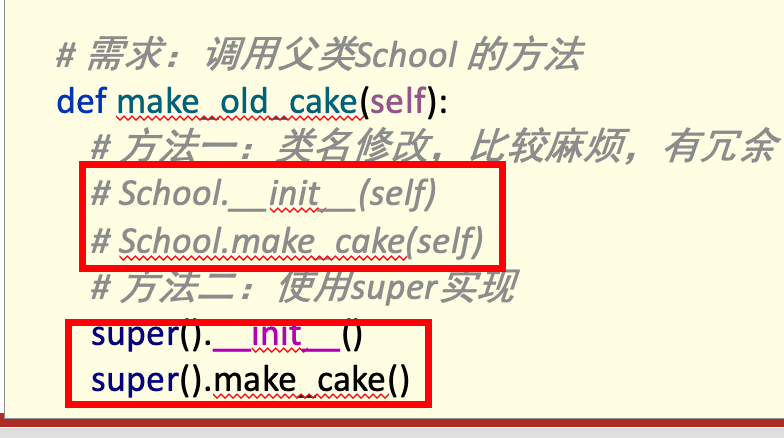 # 需求：调用父类School 的方法
def make_old_cake(self):
# 方法一：类名修改，比较麻烦，有冗余
# School.__init__(self)
# School.make_cake(self)
# 方法二：使用super实现
super().__init__()
super().make_cake()